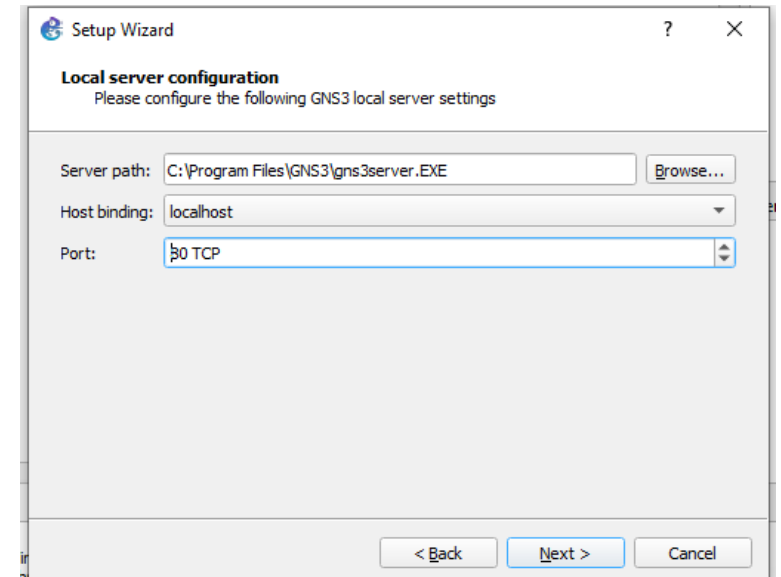 Setup Wizard
?
Local server configuration
Please configure the following GNS3 local server settings
Server path: C:\Program Files\GNS3\gns3server.EXE Browse...
Host binding: localhost
Port: 80 TCP
< Back Next > Cancel